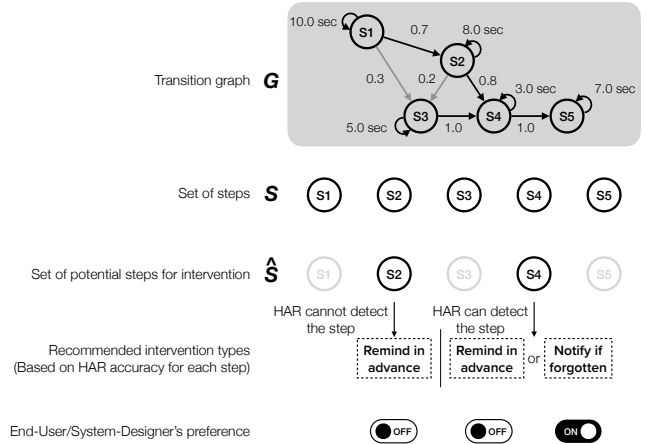 10.0 sec
S1
0.7
8.0 sec
S2
Transition graph G
0.3
0.2
0.8
3.0 sec
7.0 sec
S3
S4
S5
5.0 sec
1.0
1.0
Set of steps S S1 S2 S3 S4 S5
Set of potential steps for intervention Ŝ S1 S2 S3 S4 S5
HAR cannot detect
the step
HAR can detect
the step
Recommended intervention types
(Based on HAR accuracy for each step)
Remind in
advance
Remind in
advance
or
Notify if
forgotten
End-User/System-Designer's preference OFF OFF ON